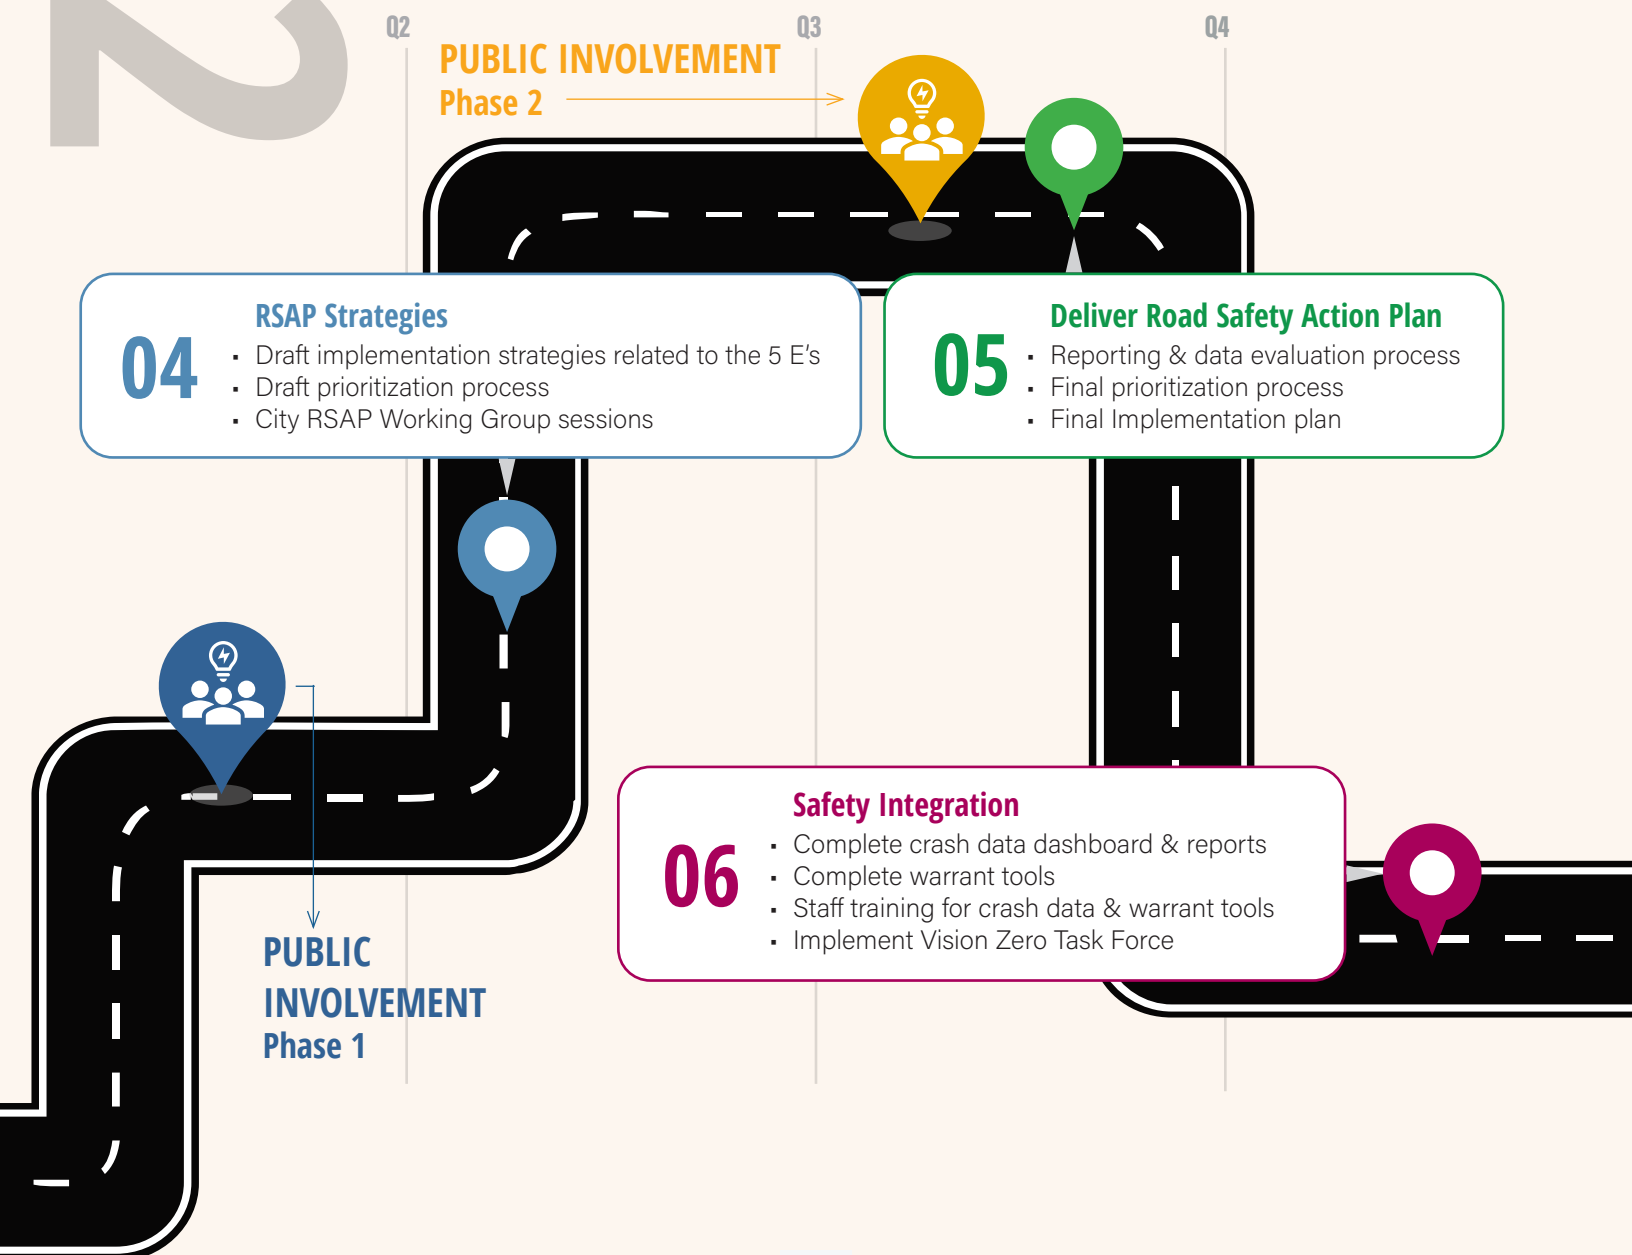 2
Q2
Q3
Q4
PUBLIC INVOLVEMENT
Phase 2
04
RSAP Strategies
▪ Draft implementation strategies related to the 5 E’s
▪ Draft prioritization process
▪ City RSAP Working Group sessions
05
Deliver Road Safety Action Plan
▪ Reporting & data evaluation process
▪ Final prioritization process
▪ Final Implementation plan
PUBLIC
INVOLVEMENT
Phase 1
06
Safety Integration
▪ Complete crash data dashboard & reports
▪ Complete warrant tools
▪ Staff training for crash data & warrant tools
▪ Implement Vision Zero Task Force